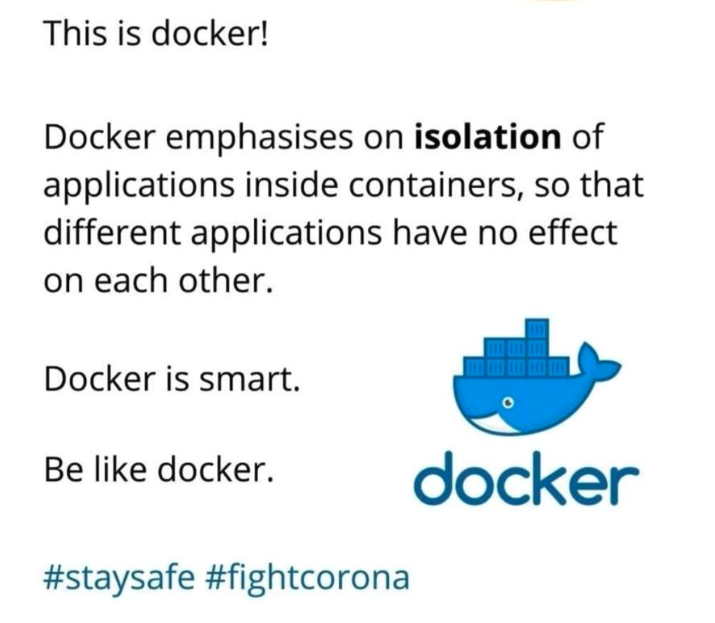 This is docker!
Docker emphasises on isolation of
applications inside containers, so that
different applications have no effect
on each other.
Docker is smart.
Be like docker.
docker
#staysafe #fightcorona